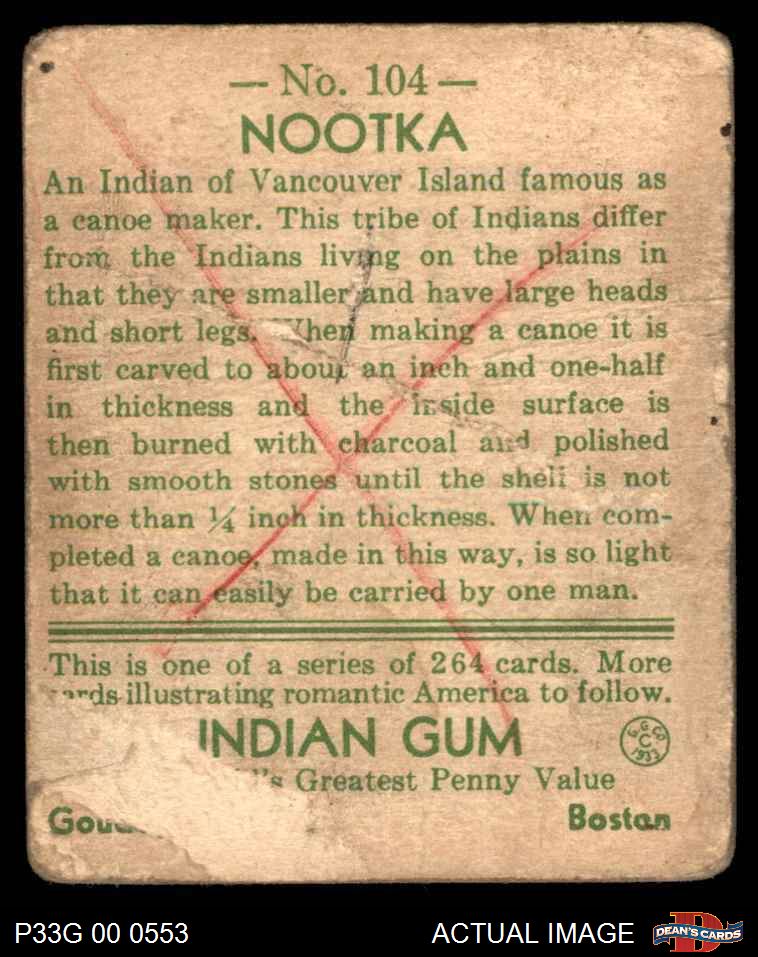 — No. 104 —
NOOTKA
An Indian of Vancouver Island famous as
a canoe maker. This tribe of Indians differ
from the Indians living on the plains in
that they are smaller and have large heads
and short legs. When making a canoe it is
first carved to about an inch and one-half
in thickness and the inside surface is
then burned with charcoal and polished
with smooth stones until the shell is not
more than ¼ inch in thickness. When com-
pleted a canoe, made in this way, is so light
that it can easily be carried by one man.
This is one of a series of 264 cards. More
cards illustrating romantic America to follow.
INDIAN GUM
G.G.CO
C
1933
Greatest Penny Value
Boston
P33G 00 0553
ACTUAL IMAGE
D
DEAN'S CARDS